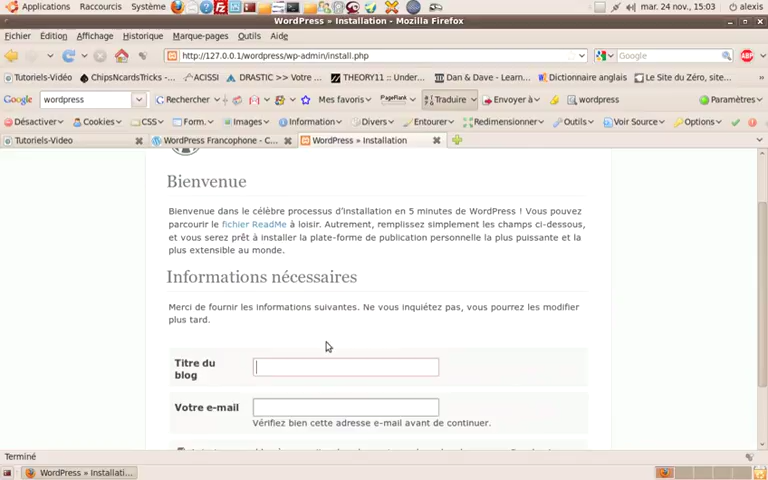 Applications Raccourcis Système mar. 24 nov., 15:03 alexis
WordPress » Installation - Mozilla Firefox
Fichier Édition Affichage Historique Marque-pages Outils Aide
http://127.0.0.1/wordpress/wp-admin/install.php Google
Tutoriels-Vidéo ChipsNcardsTricks -... ACISSI DRASTIC >> Votre ... THEORY11 :: Under... Dan & Dave - Learn... Dictionnaire anglais Le Site du Zéro, site...
Google wordpress Rechercher Mes favoris PageRank Traduire Envoyer à wordpress Paramètres
Désactiver Cookies CSS Form. Images Information Divers Entourer Redimensionner Outils Voir Source Options
Tutoriels-Video WordPress Francophone - C... WordPress » Installation
Bienvenue
Bienvenue dans le célèbre processus d'installation en 5 minutes de WordPress ! Vous pouvez
parcourir le fichier ReadMe à loisir. Autrement, remplissez simplement les champs ci-dessous,
et vous serez prêt à installer la plate-forme de publication personnelle la plus puissante et la
plus extensible au monde.
Informations nécessaires
Merci de fournir les informations suivantes. Ne vous inquiétez pas, vous pourrez les modifier
plus tard.
Titre du
blog
Votre e-mail
Vérifiez bien cette adresse e-mail avant de continuer.
Terminé
WordPress » Installati...